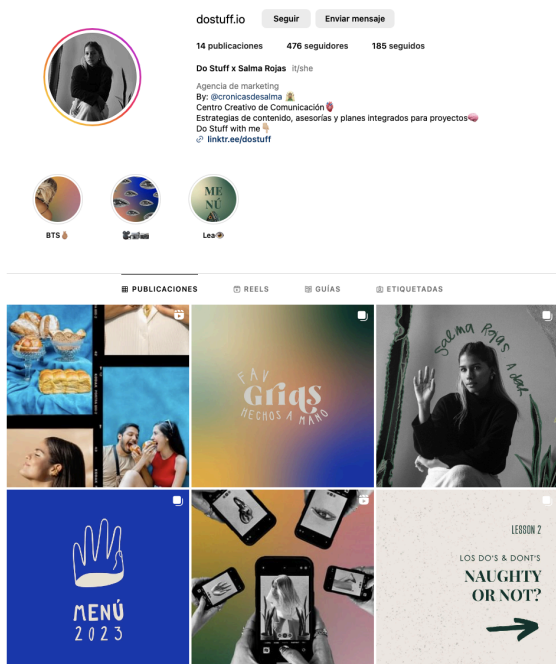 dostuff.io Seguir Enviar mensaje
14 publicaciones 476 seguidores 185 seguidos
Do Stuff x Salma Rojas it/she
Agencia de marketing
By: @cronicasdesalma
Centro Creativo de Comunicación
Estrategias de contenido, asesorías y planes integrados para proyectos
Do Stuff with me
linktr.ee/dostuff
ME
NÚ
BTS
Lea
PUBLICACIONES REELS GUÍAS ETIQUETADAS
FAV
Grids
HECHOS A MANO
Salma Rojas
MENÚ
2023
LESSON 2
LOS DO'S & DONT'S
NAUGHTY
OR NOT?